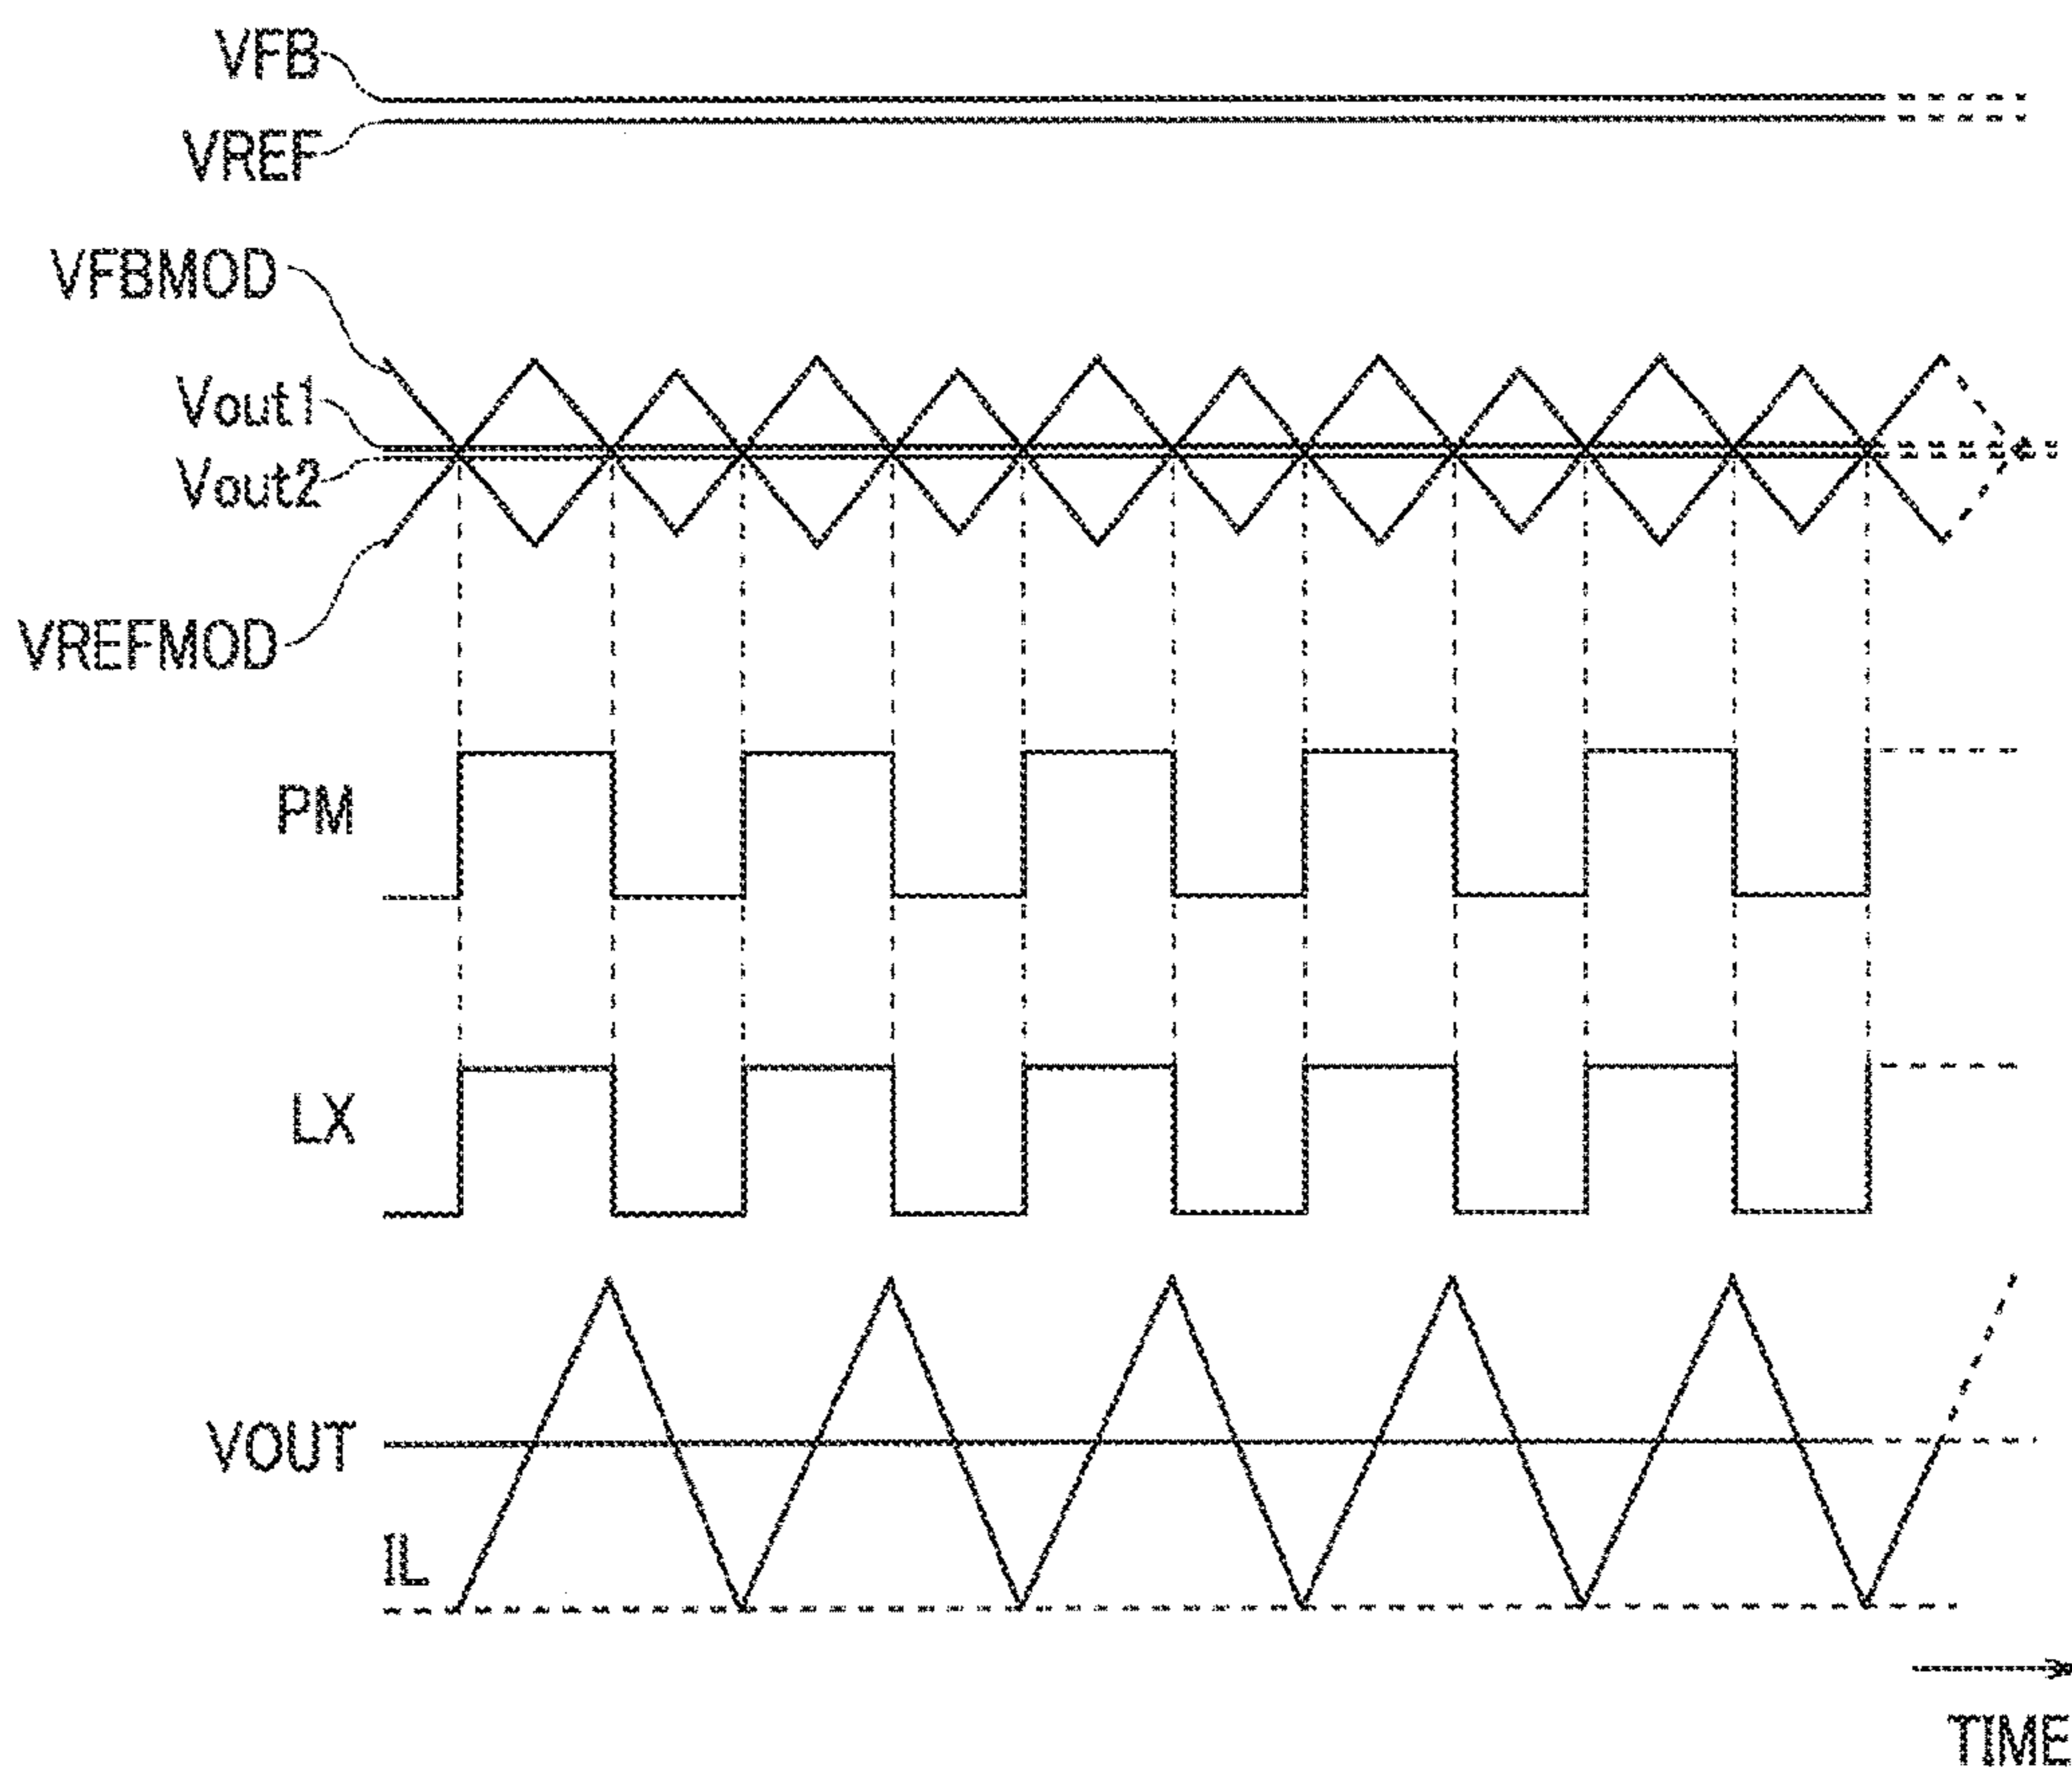 VFB
VREF
VFBMOD
Vout1
Vout2
VREFMOD
PM
LX
VOUT
IL
TIME